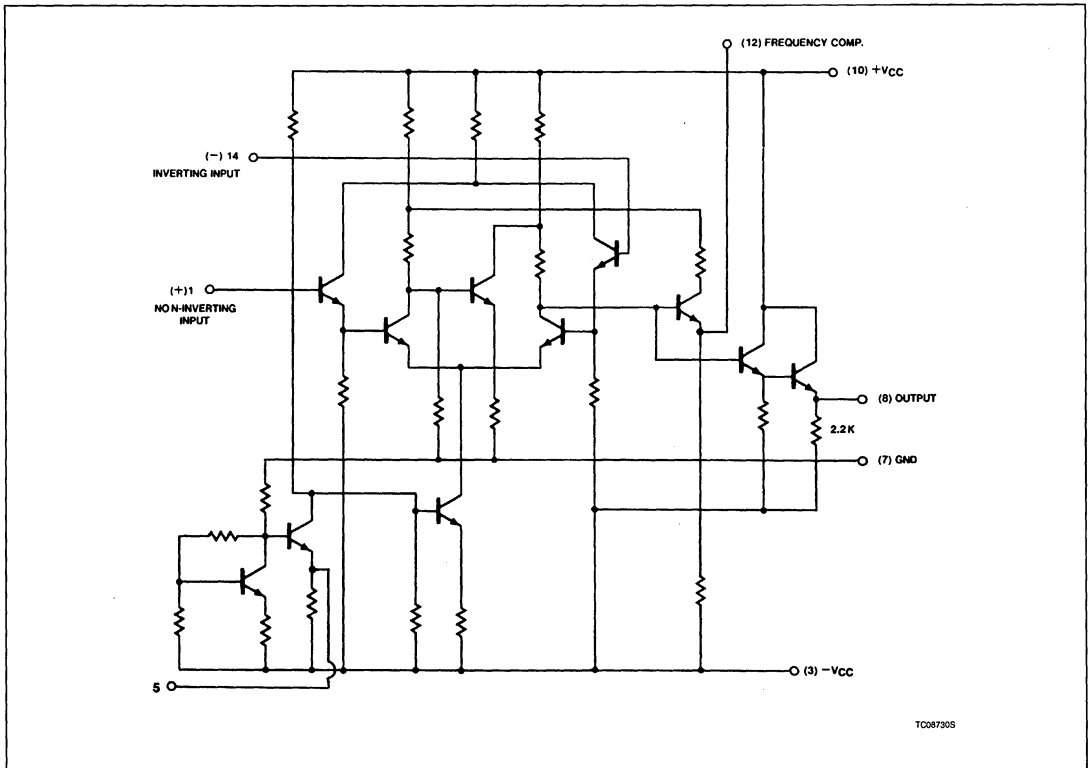 (12) FREQUENCY COMP.
(10) +VCC
(−) 14
INVERTING INPUT
(+)1
NON-INVERTING
INPUT
(8) OUTPUT
2.2K
(7) GND
(3) −VCC
5
TC08730S